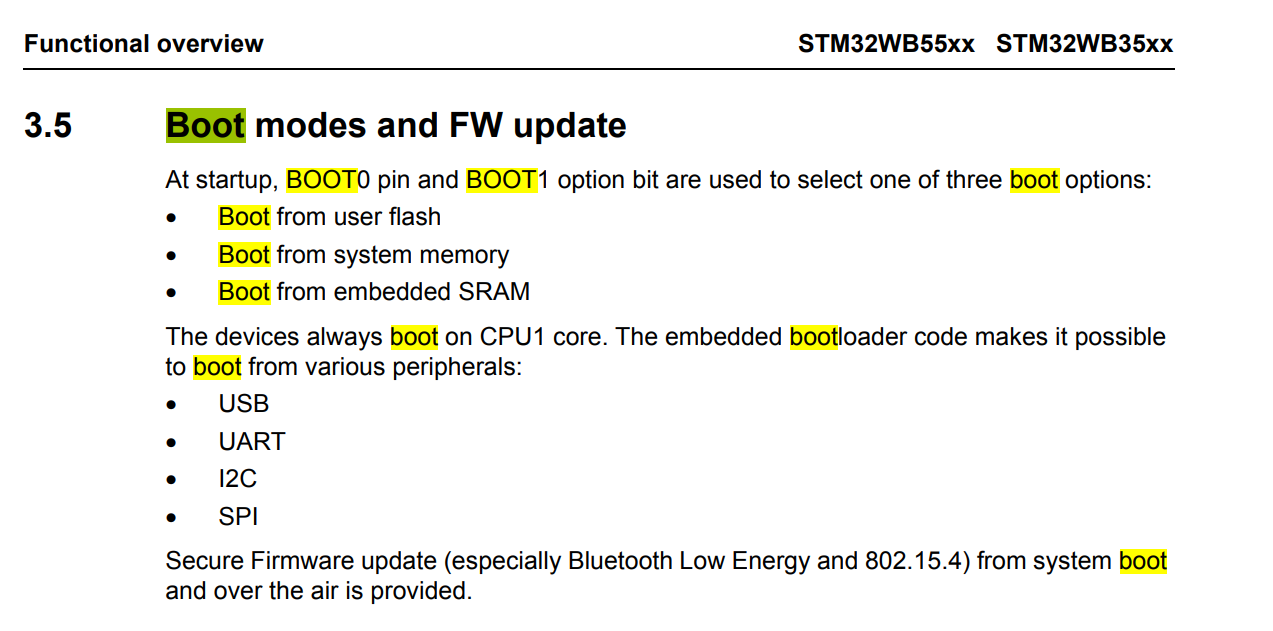 Functional overview STM32WB55xx STM32WB35xx
3.5 Boot modes and FW update
At startup, BOOT0 pin and BOOT1 option bit are used to select one of three boot options:
• Boot from user flash
• Boot from system memory
• Boot from embedded SRAM
The devices always boot on CPU1 core. The embedded bootloader code makes it possible
to boot from various peripherals:
• USB
• UART
• I2C
• SPI
Secure Firmware update (especially Bluetooth Low Energy and 802.15.4) from system boot
and over the air is provided.